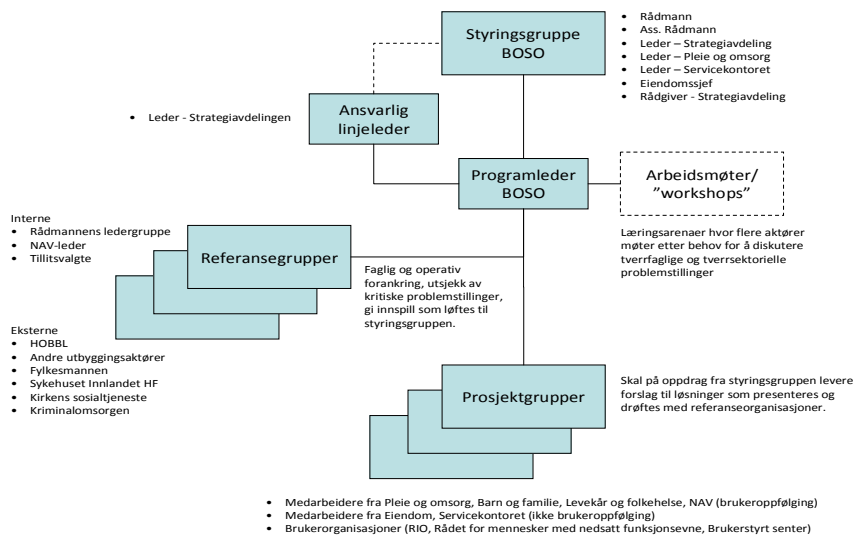 Styringsgruppe
BOSO
• Rådmann
• Ass. Rådmann
• Leder – Strategiavdeling
• Leder – Pleie og omsorg
• Leder – Servicekontoret
• Eiendomssjef
• Rådgiver - Strategiavdeling
• Leder - Strategiavdelingen
Ansvarlig
linjeleder
Programleder
BOSO
Arbeidsmøter/
”workshops”
Læringsarenaer hvor flere aktører
møter etter behov for å diskutere
tverrfaglige og tverrsektorielle
problemstillinger
Interne
• Rådmannens ledergruppe
• NAV-leder
• Tillitsvalgte
Referansegrupper
Faglig og operativ
forankring, utsjekk av
kritiske problemstillinger,
gi innspill som løftes til
styringsgruppen.
Eksterne
• HOBBL
• Andre utbyggingsaktører
• Fylkesmannen
• Sykehuset Innlandet HF
• Kirkens sosialtjeneste
• Kriminalomsorgen
Prosjektgrupper
Skal på oppdrag fra styringsgruppen levere
forslag til løsninger som presenteres og
drøftes med referanseorganisasjoner.
• Medarbeidere fra Pleie og omsorg, Barn og familie, Levekår og folkehelse, NAV (brukeroppfølging)
• Medarbeidere fra Eiendom, Servicekontoret (ikke brukeroppfølging)
• Brukerorganisasjoner (RIO, Rådet for mennesker med nedsatt funksjonsevne, Brukerstyrt senter)